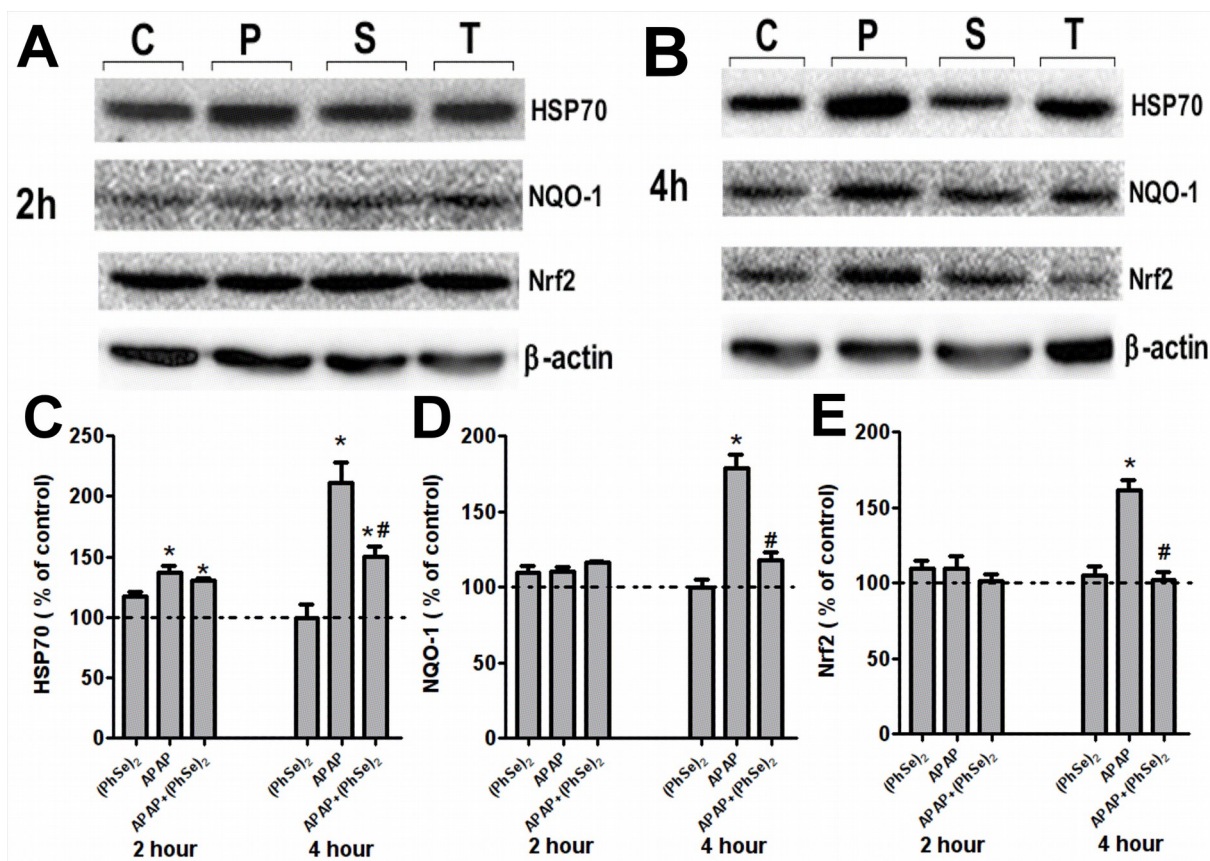 A
C P S T
HSP70
2h
NQO-1
Nrf2
β-actin
B
C P S T
HSP70
4h
NQO-1
Nrf2
β-actin
C
HSP70 ( % of control)
250
200
150
100
50
0
*
*
*
*#
(PhSe)₂
APAP
APAP+(PhSe)₂
(PhSe)₂
APAP
APAP+(PhSe)₂
2 hour
4 hour
D
NQO-1 ( % of control)
200
150
100
50
0
*
#
(PhSe)₂
APAP
APAP+(PhSe)₂
(PhSe)₂
APAP
APAP+(PhSe)₂
2 hour
4 hour
E
Nrf2 ( % of control)
200
150
100
50
0
*
#
(PhSe)₂
APAP
APAP+(PhSe)₂
(PhSe)₂
APAP
APAP+(PhSe)₂
2 hour
4 hour